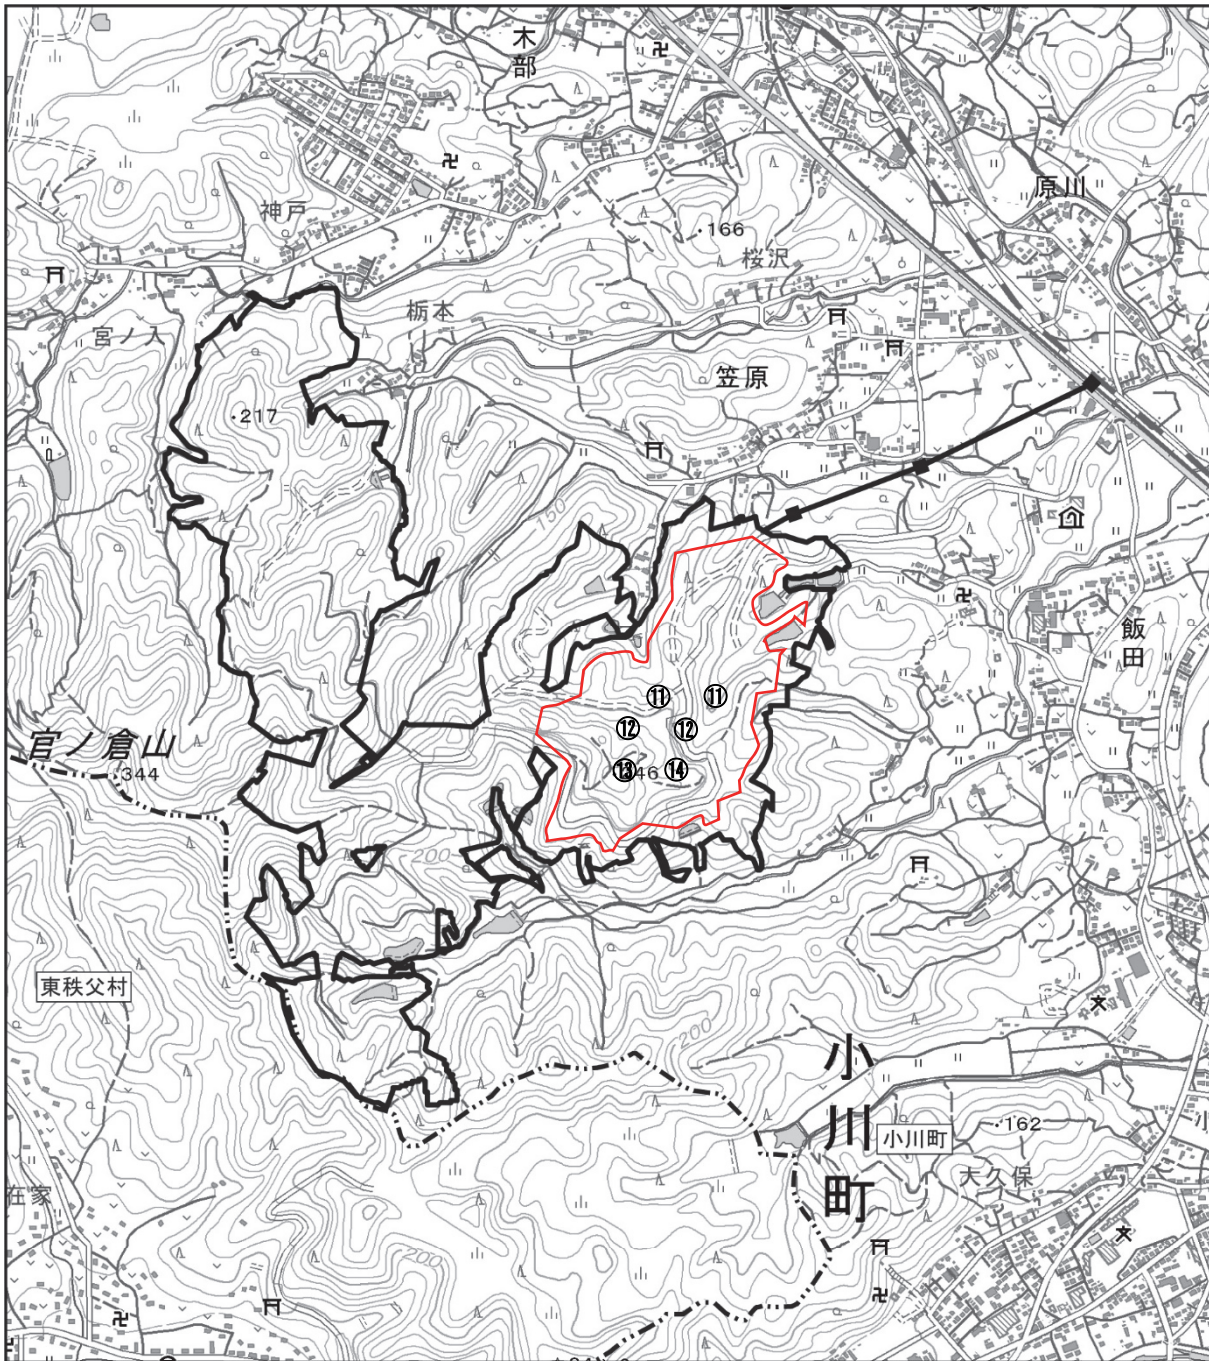 木部
原川
神戸
・166
桜沢
栃本
宮ノ入
笠原
・217
150
飯田
⑪
⑪
⑫
⑫
官ノ倉山
344
⑬
46
⑭
200
東秩父村
200
小川町
小川町
・162
大久保
在家
200